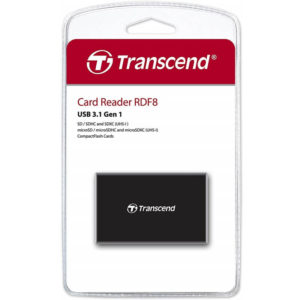 Transcend®
Card Reader RDF8
USB 3.1 Gen 1
SD / SDHC and SDXC (UHS-I)
microSD / microSDHC and microSDXC (UHS-I)
CompactFlash Cards
Transcend